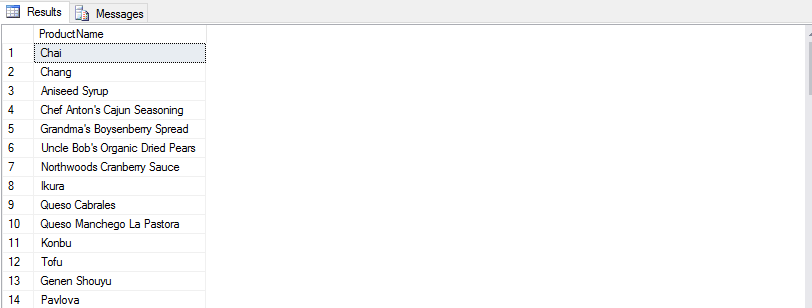 Results Messages
ProductName
1 Chai
2 Chang
3 Aniseed Syrup
4 Chef Anton's Cajun Seasoning
5 Grandma's Boysenberry Spread
6 Uncle Bob's Organic Dried Pears
7 Northwoods Cranberry Sauce
8 Ikura
9 Queso Cabrales
10 Queso Manchego La Pastora
11 Konbu
12 Tofu
13 Genen Shouyu
14 Pavlova